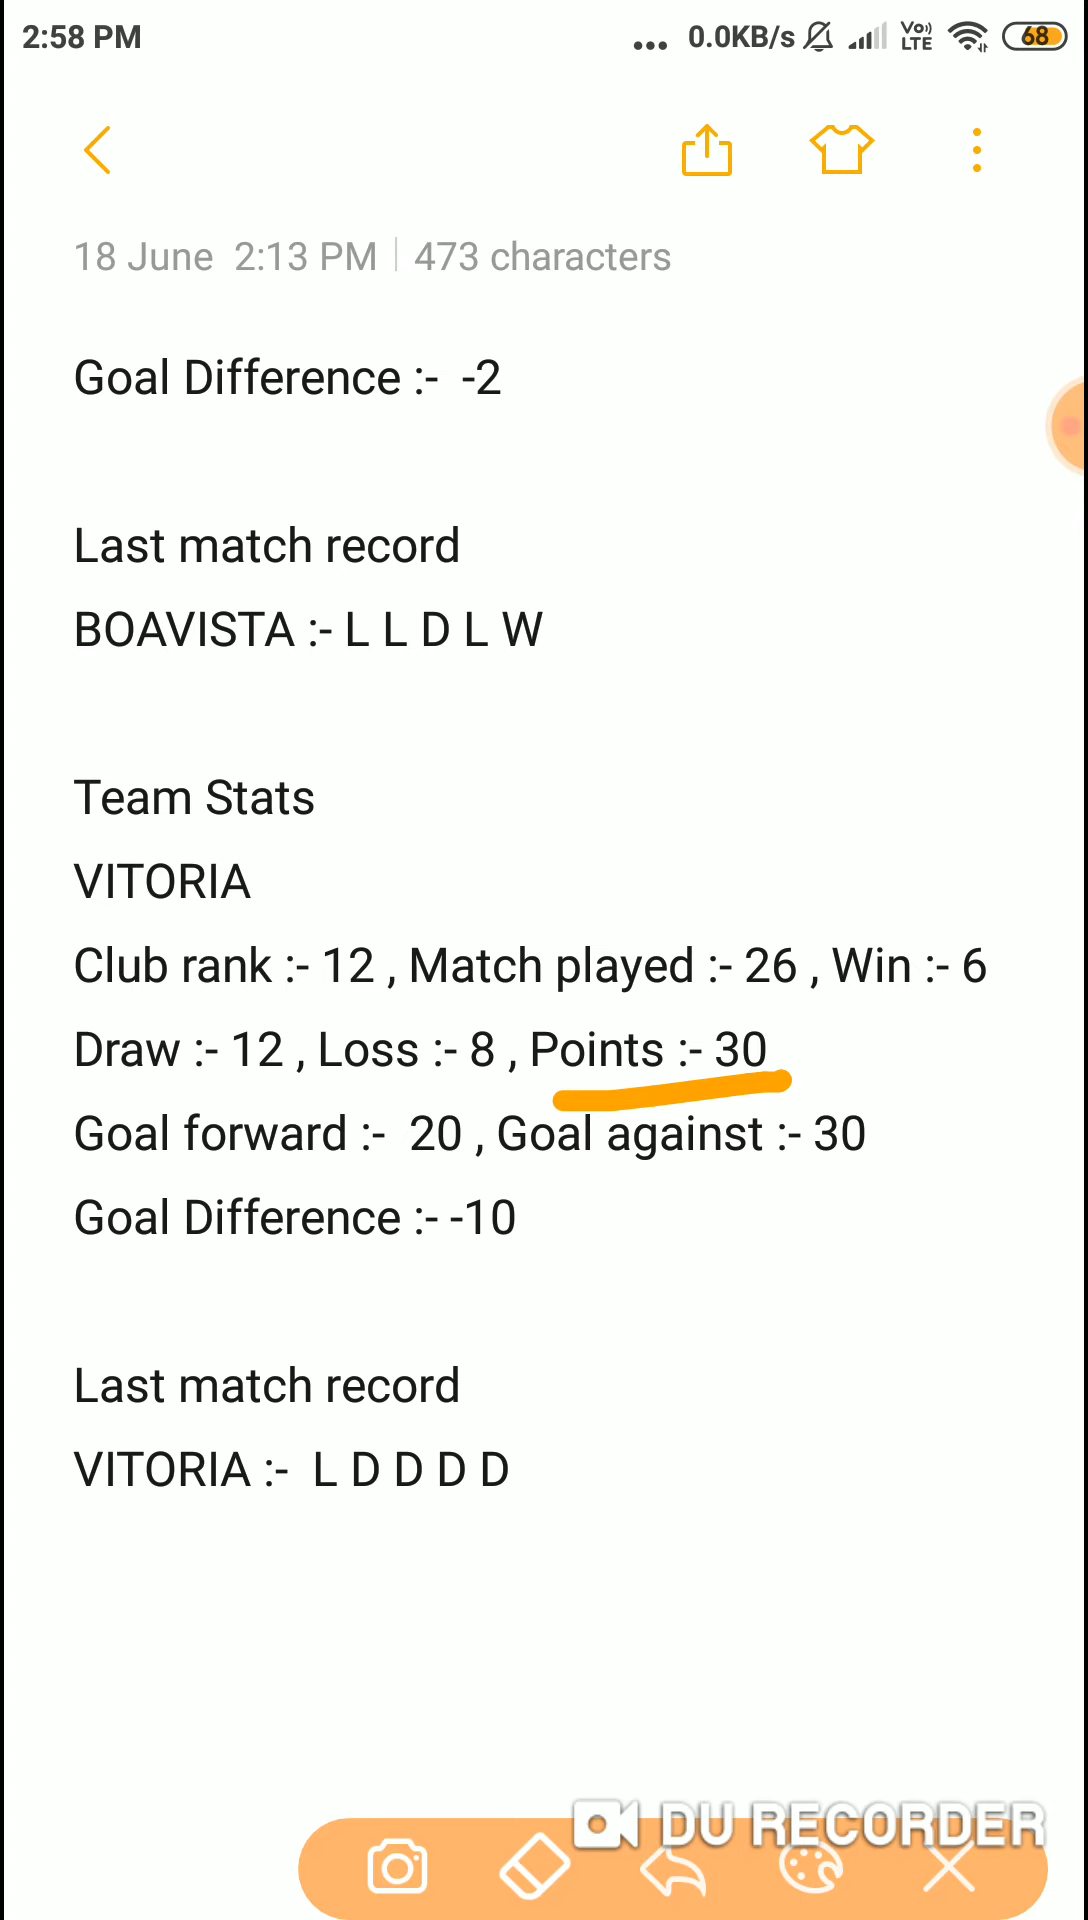 2:58 PM ... 0.0KB/s Vo)) LTE 68
18 June 2:13 PM | 473 characters
Goal Difference :- -2
Last match record
BOAVISTA :- L L D L W
Team Stats
VITORIA
Club rank :- 12 , Match played :- 26 , Win :- 6
Draw :- 12 , Loss :- 8 , Points :- 30
Goal forward :- 20 , Goal against :- 30
Goal Difference :- -10
Last match record
VITORIA :- L D D D D
DU RECORDER